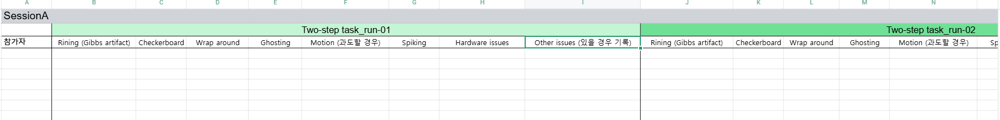 A B C D E F G H I J K L M N
SessionA
Two-step task_run-01 Two-step task_run-02
참가자 Rining (Gibbs artifact) Checkerboard Wrap around Ghosting Motion (과도할 경우) Spiking Hardware issues Other issues (있을 경우 기록) Rining (Gibbs artifact) Checkerboard Wrap around Ghosting Motion (과도할 경우) Sp